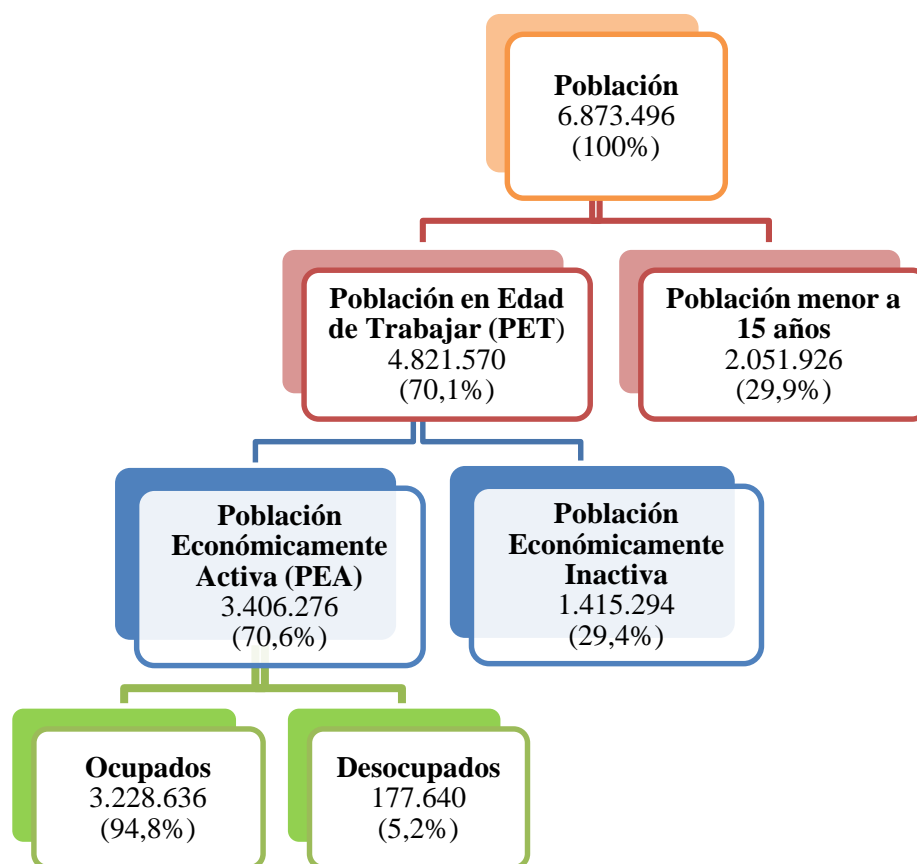 Población
6.873.496
(100%)
Población en Edad
de Trabajar (PET)
4.821.570
(70,1%)
Población menor a
15 años
2.051.926
(29,9%)
Población
Económicamente
Activa (PEA)
3.406.276
(70,6%)
Población
Económicamente
Inactiva
1.415.294
(29,4%)
Ocupados
3.228.636
(94,8%)
Desocupados
177.640
(5,2%)